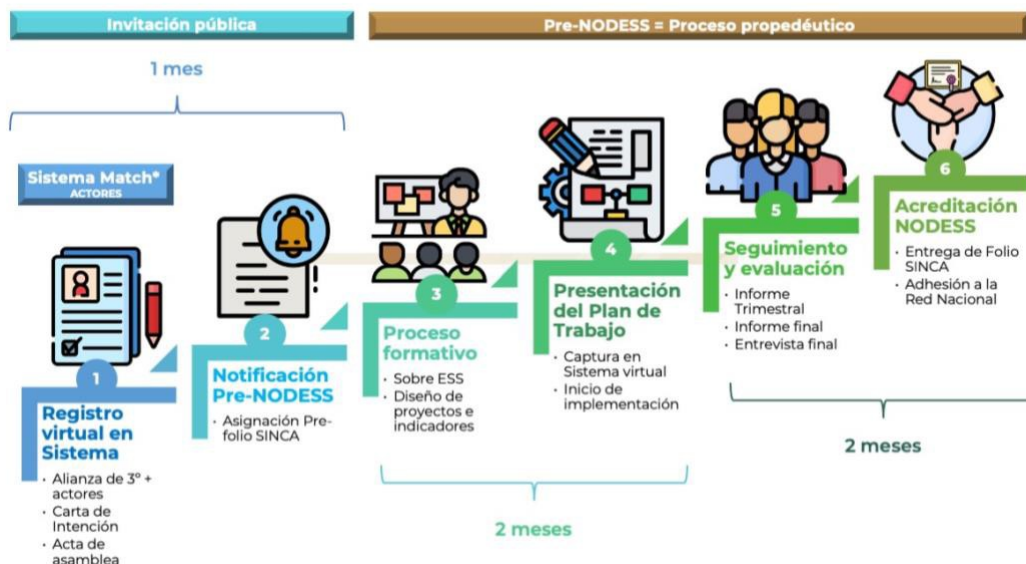 Invitación pública
Pre-NODESS = Proceso propedéutico
1 mes
Sistema Match*
ACTORES
1
Registro
virtual en
Sistema
· Alianza de 3º +
actores
· Carta de
Intención
· Acta de
asamblea
2
Notificación
Pre-NODESS
· Asignación Pre-
folio SINCA
3
Proceso
formativo
· Sobre ESS
· Diseño de
proyectos e
indicadores
4
Presentación
del Plan de
Trabajo
· Captura en
Sistema virtual
· Inicio de
implementación
2 meses
5
Seguimiento
y evaluación
· Informe
Trimestral
· Informe final
· Entrevista final
6
Acreditación
NODESS
· Entrega de Folio
SINCA
· Adhesión a la
Red Nacional
2 meses